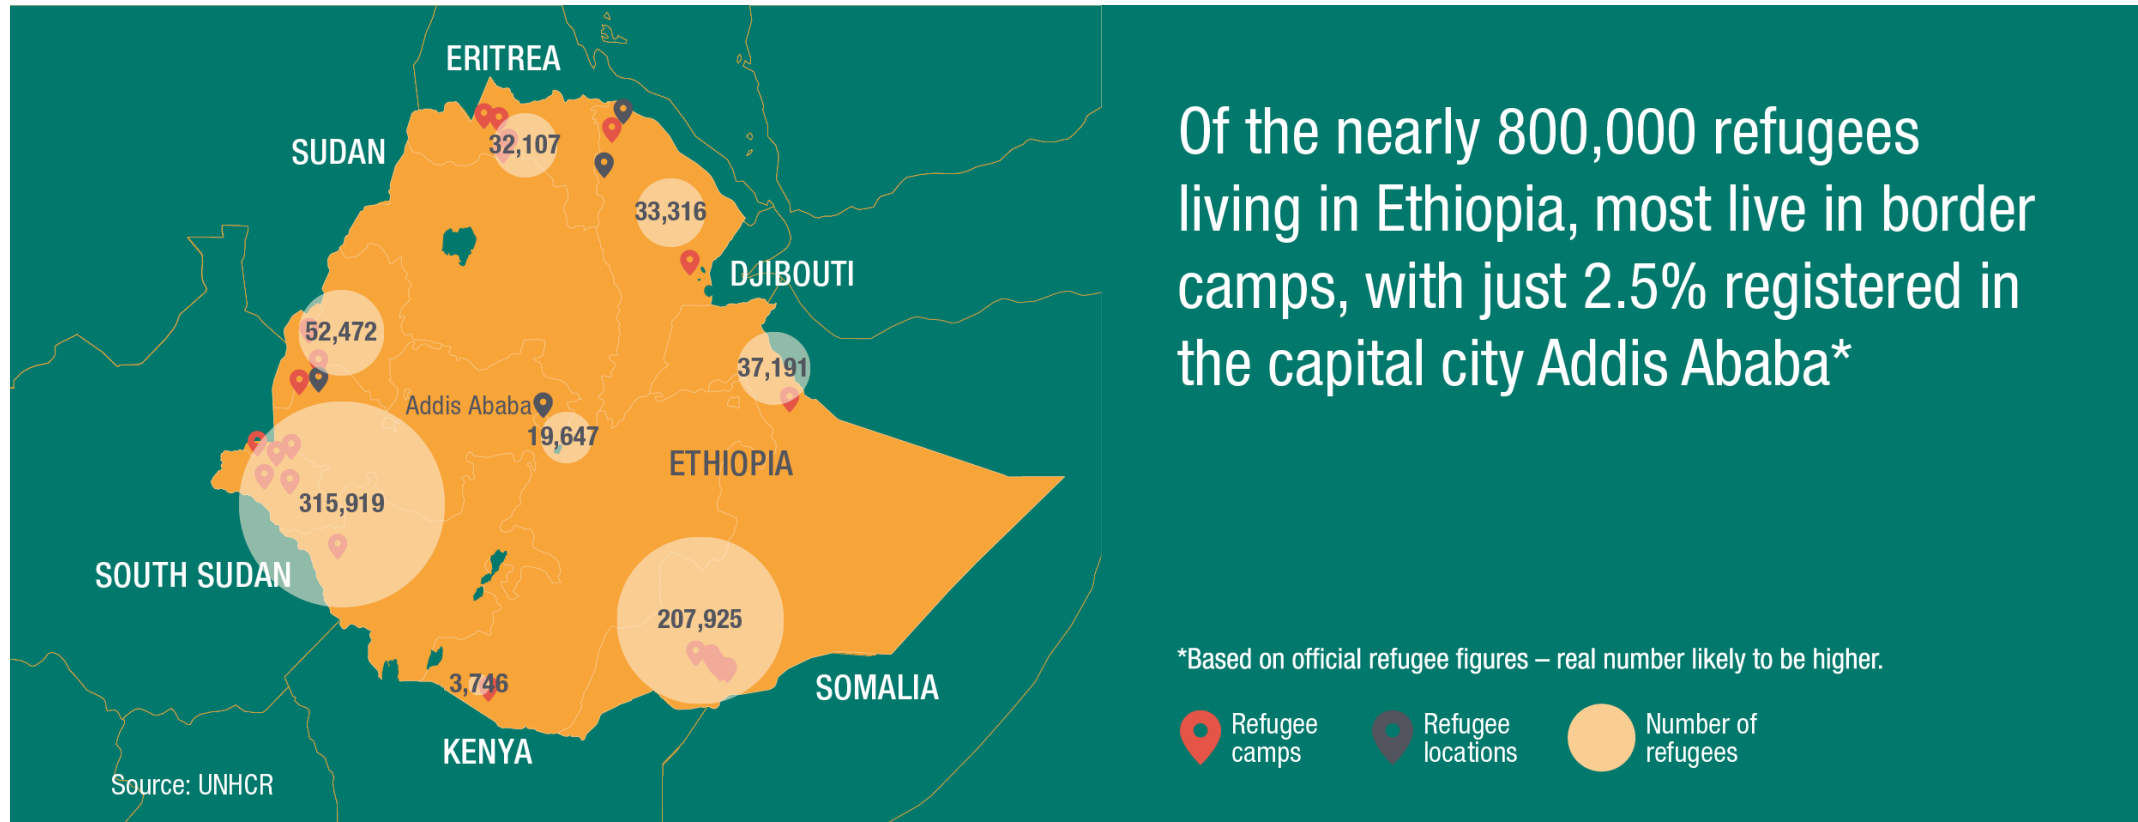 ERITREA
SUDAN
32,107
33,316
DJIBOUTI
52,472
37,191
Addis Ababa
19,647
ETHIOPIA
315,919
SOUTH SUDAN
207,925
3,746
SOMALIA
KENYA
Source: UNHCR
Of the nearly 800,000 refugees
living in Ethiopia, most live in border
camps, with just 2.5% registered in
the capital city Addis Ababa*
*Based on official refugee figures – real number likely to be higher.
Refugee
camps
Refugee
locations
Number of
refugees